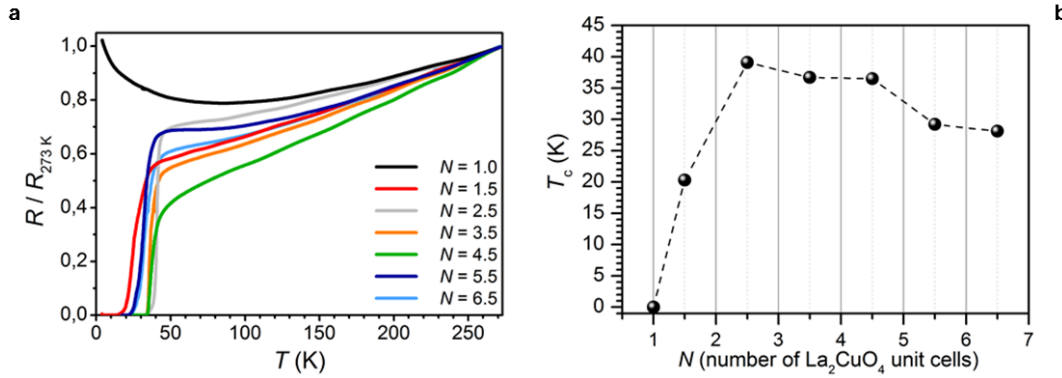 a
1,0
0,8
0,6
0,4
0,2
0,0
R / R273 K
0 50 100 150 200 250
T (K)
N = 1.0
N = 1.5
N = 2.5
N = 3.5
N = 4.5
N = 5.5
N = 6.5
b
45
40
35
30
25
20
15
10
5
0
Tc (K)
1 2 3 4 5 6 7
N (number of La2CuO4 unit cells)